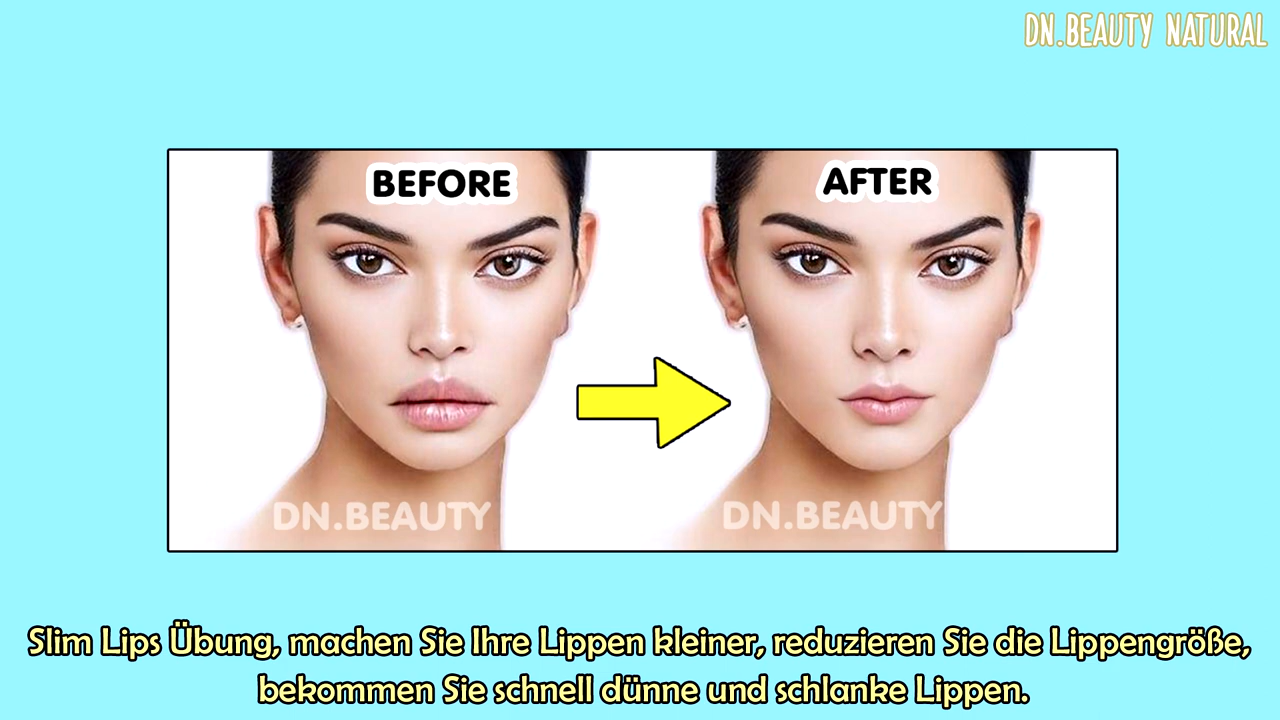 DN.BEAUTY NATURAL
BEFORE
AFTER
DN.BEAUTY
DN.BEAUTY
Slim Lips Übung, machen Sie Ihre Lippen kleiner, reduzieren Sie die Lippengröße,
bekommen Sie schnell dünne und schlanke Lippen.